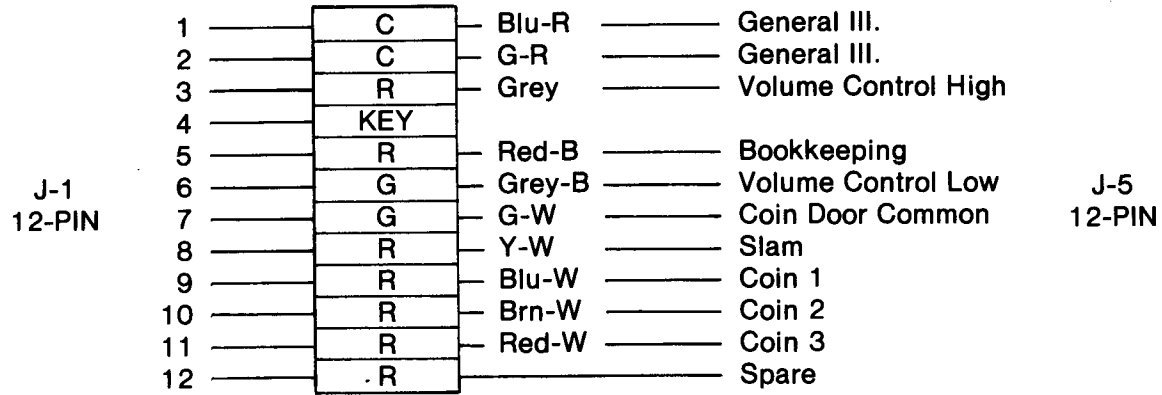 1 C Blu-R General Ill.
2 C G-R General Ill.
3 R Grey Volume Control High
4 KEY
5 R Red-B Bookkeeping
6 G Grey-B Volume Control Low
J-1 J-5
7 G G-W Coin Door Common
12-PIN 12-PIN
8 R Y-W Slam
9 R Blu-W Coin 1
10 R Brn-W Coin 2
11 R Red-W Coin 3
12 R Spare